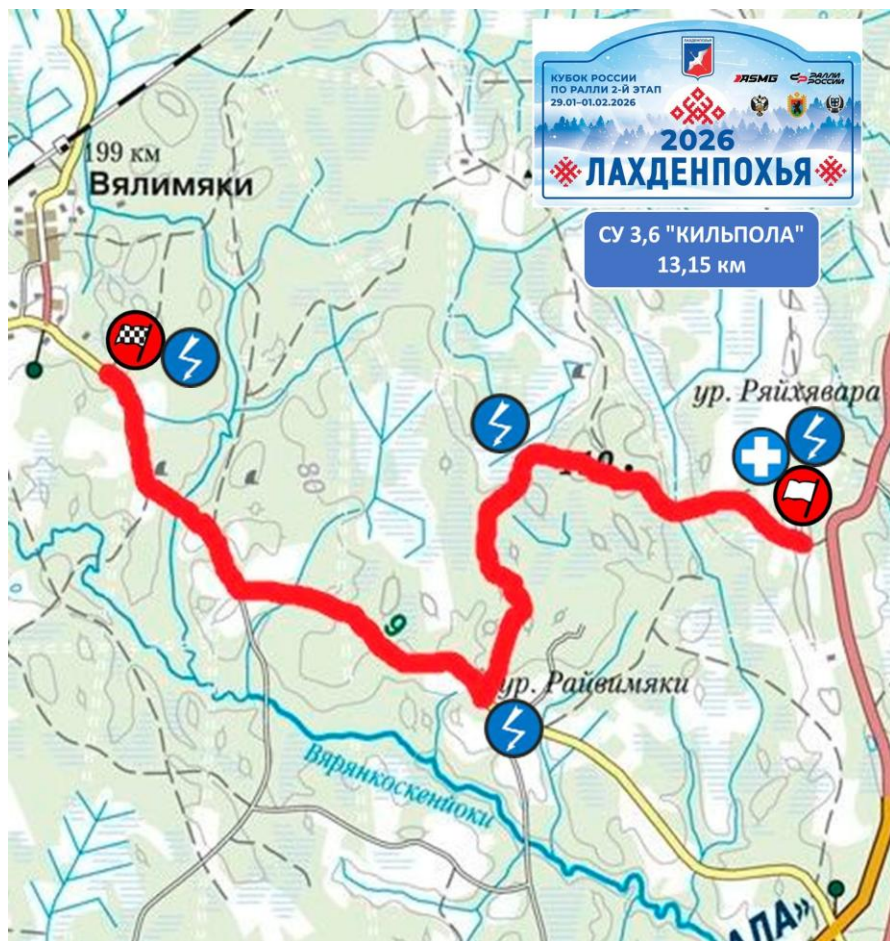 ЛАХДЕНПОХЬЯ
КУБОК РОССИИ
ПО РАЛЛИ 2-Й ЭТАП
29.01–01.02.2026
RSMG
РАЛЛИ
РОССИИ
2026
ЛАХДЕНПОХЬЯ
СУ 3,6 "КИЛЬПОЛА"
13,15 км
199 км
Вялимяки
ур. Ряйхявара
80
9
ур. Райвимяки
Вярянкоскенйоки